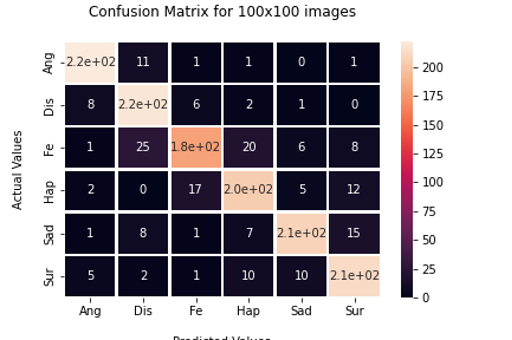 Confusion Matrix for 100x100 images
Actual Values
Ang 2.2e+02 11 1 1 0 1
Dis 8 2.2e+02 6 2 1 0
Fe 1 25 1.8e+02 20 6 8
Hap 2 0 17 2.0e+02 5 12
Sad 1 8 1 7 2.1e+02 15
Sur 5 2 1 10 10 2.1e+02
Ang Dis Fe Hap Sad Sur
Predicted Values
200
175
150
125
100
75
50
25
0